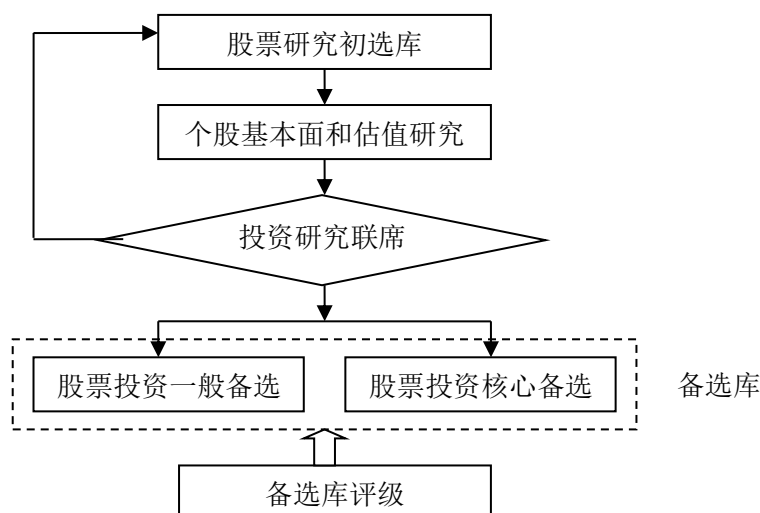 股票研究初选库
个股基本面和估值研究
投资研究联席
股票投资一般备选
股票投资核心备选
备选库
备选库评级